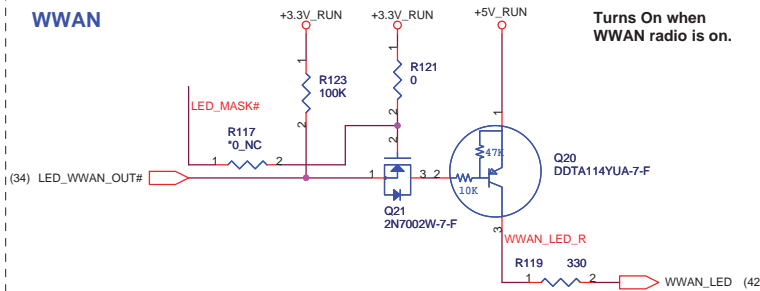 WWAN
+3.3V_RUN
+3.3V_RUN
+5V_RUN
Turns On when
WWAN radio is on.
1
R123
100K
2
1
R121
0
2
LED_MASK#
R117
*0_NC
1
2
2
1
47K
10K
Q20
DDTA114YUA-7-F
(34) LED_WWAN_OUT#
1
3
2
Q21
2N7002W-7-F
3
WWAN_LED_R
R119 330
1
2
WWAN_LED (42